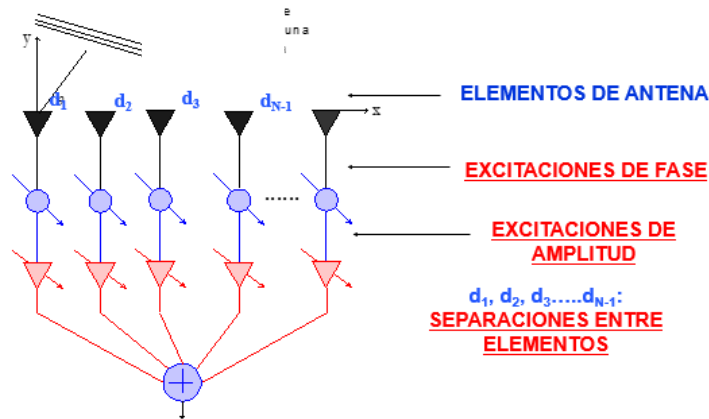 e
una
y
d1
d2
d3
dN-1
x
ELEMENTOS DE ANTENA
EXCITACIONES DE FASE
......
EXCITACIONES DE
AMPLITUD
d1, d2, d3.....dN-1:
SEPARACIONES ENTRE
ELEMENTOS
+